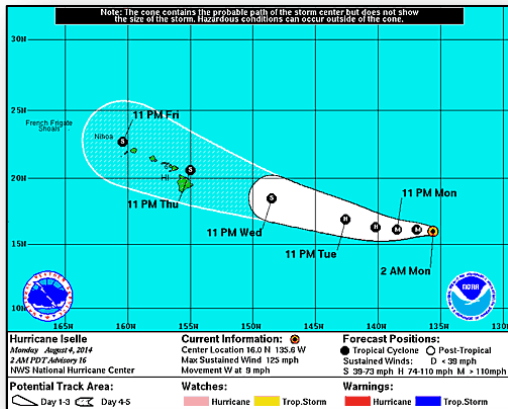 Note: The cone contains the probable path of the storm center but does not show
the size of the storm. Hazardous conditions can occur outside of the cone.
30N
25N
20N
15N
10N
French Frigate
Shoals
Nihoa
S
11 PM Fri
HI
S
11 PM Thu
S
11 PM Wed
H
11 PM Tue
H
M
11 PM Mon
M
2 AM Mon
NOAA
165W
160W
155W
150W
145W
140W
135W
130W
Hurricane Iselle
Monday August 4, 2014
2 AM PDT Advisory 16
NWS National Hurricane Center
Current Information:
Center Location 16.0 N 135.6 W
Max Sustained Wind 125 mph
Movement W at 9 mph
Forecast Positions:
Tropical Cyclone Post-Tropical
Sustained Winds: D < 39 mph
S 39-73 mph H 74-110 mph M > 110mph
Potential Track Area:
Day 1-3 Day 4-5
Watches:
Hurricane Trop.Storm
Warnings:
Hurricane Trop.Storm